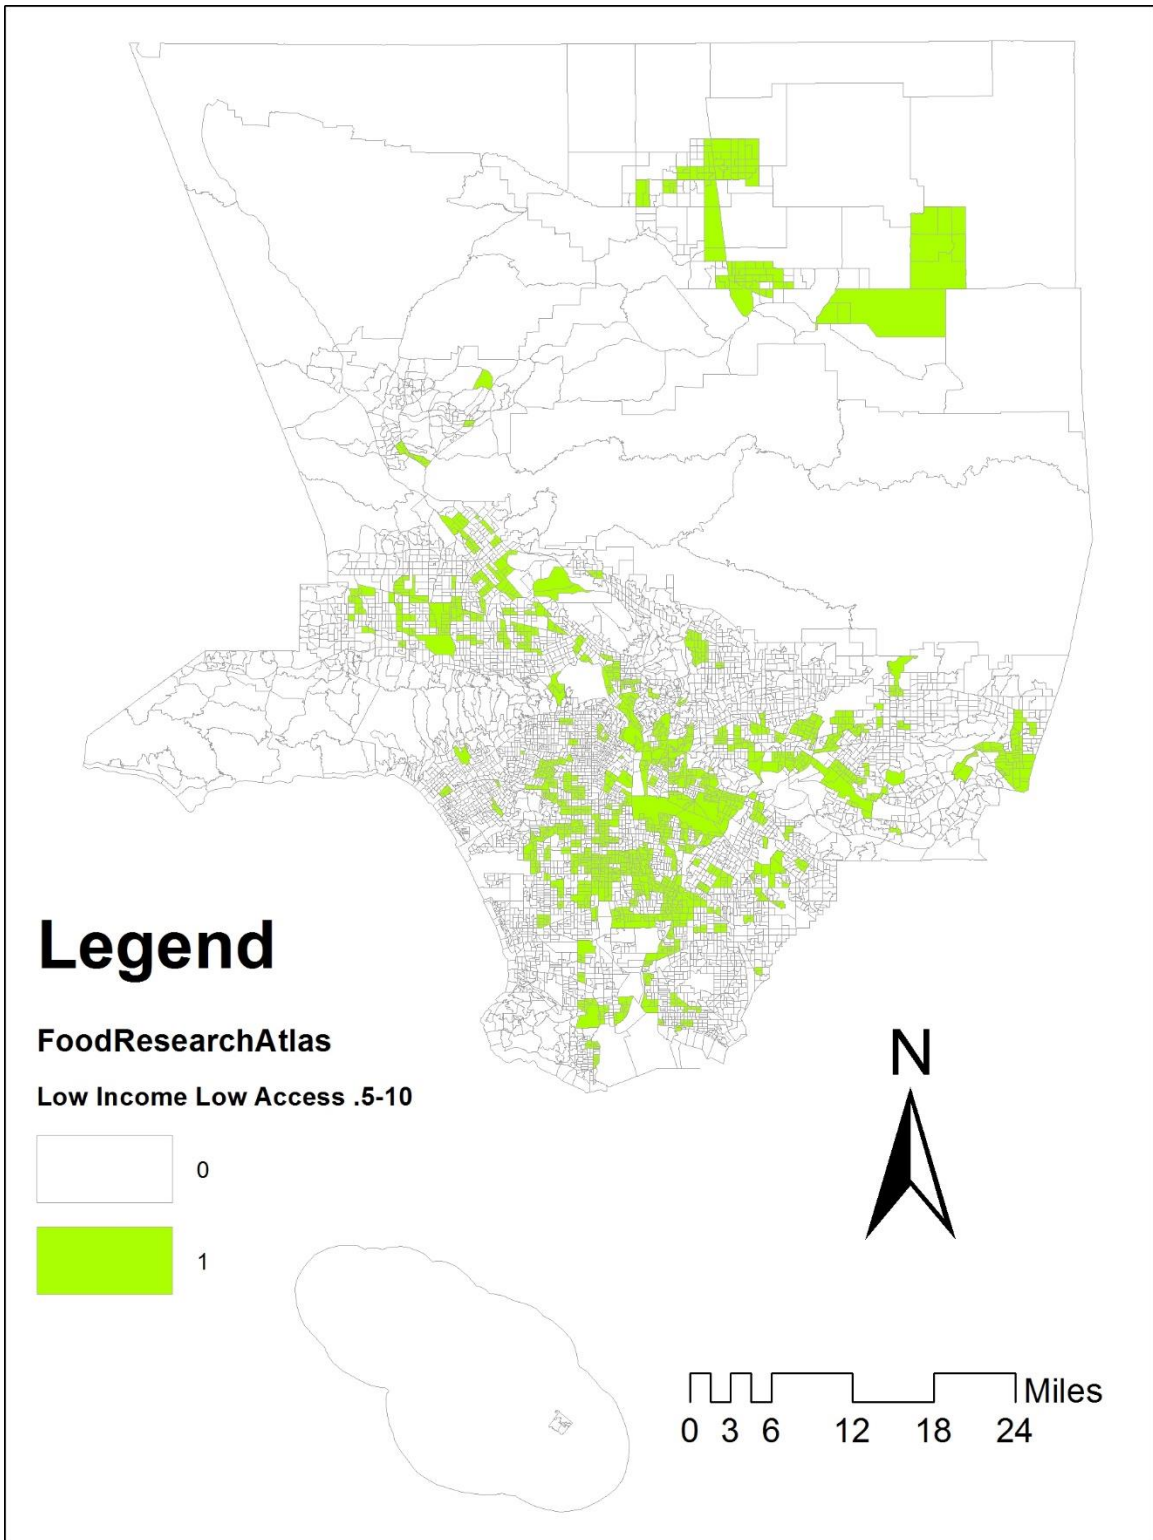 Legend
FoodResearchAtlas
Low Income Low Access .5-10
0
1
N
Miles
0 3 6 12 18 24